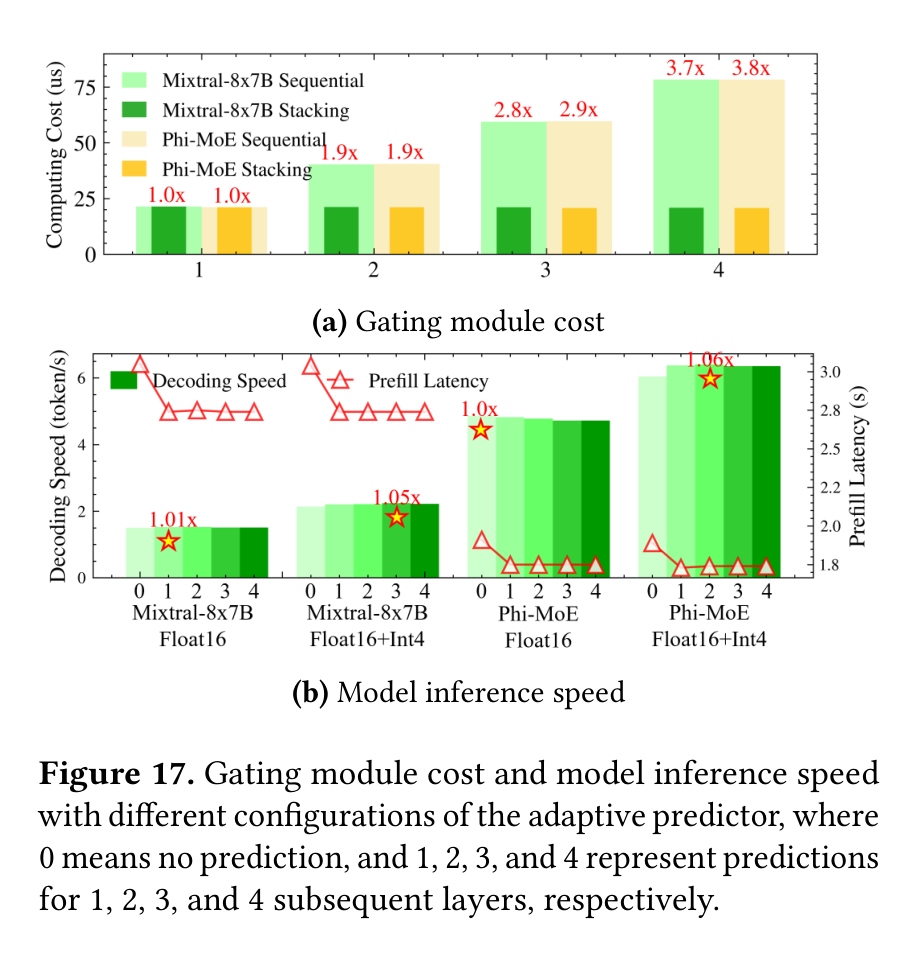 Computing Cost (us)
75
50
25
0
Mixtral-8x7B Sequential
Mixtral-8x7B Stacking
Phi-MoE Sequential
Phi-MoE Stacking
1.0x 1.0x
1.9x 1.9x
2.8x 2.9x
3.7x 3.8x
1 2 3 4
(a) Gating module cost
Decoding Speed (token/s)
6
4
2
0
Decoding Speed
Prefill Latency
1.01x
1.05x
1.0x
1.06x
3.0
2.8
2.5
2.2
2.0
1.8
Prefill Latency (s)
0 1 2 3 4 0 1 2 3 4 0 1 2 3 4 0 1 2 3 4
Mixtral-8x7B Mixtral-8x7B Phi-MoE Phi-MoE
Float16 Float16+Int4 Float16 Float16+Int4
(b) Model inference speed
Figure 17. Gating module cost and model inference speed
with different configurations of the adaptive predictor, where
0 means no prediction, and 1, 2, 3, and 4 represent predictions
for 1, 2, 3, and 4 subsequent layers, respectively.